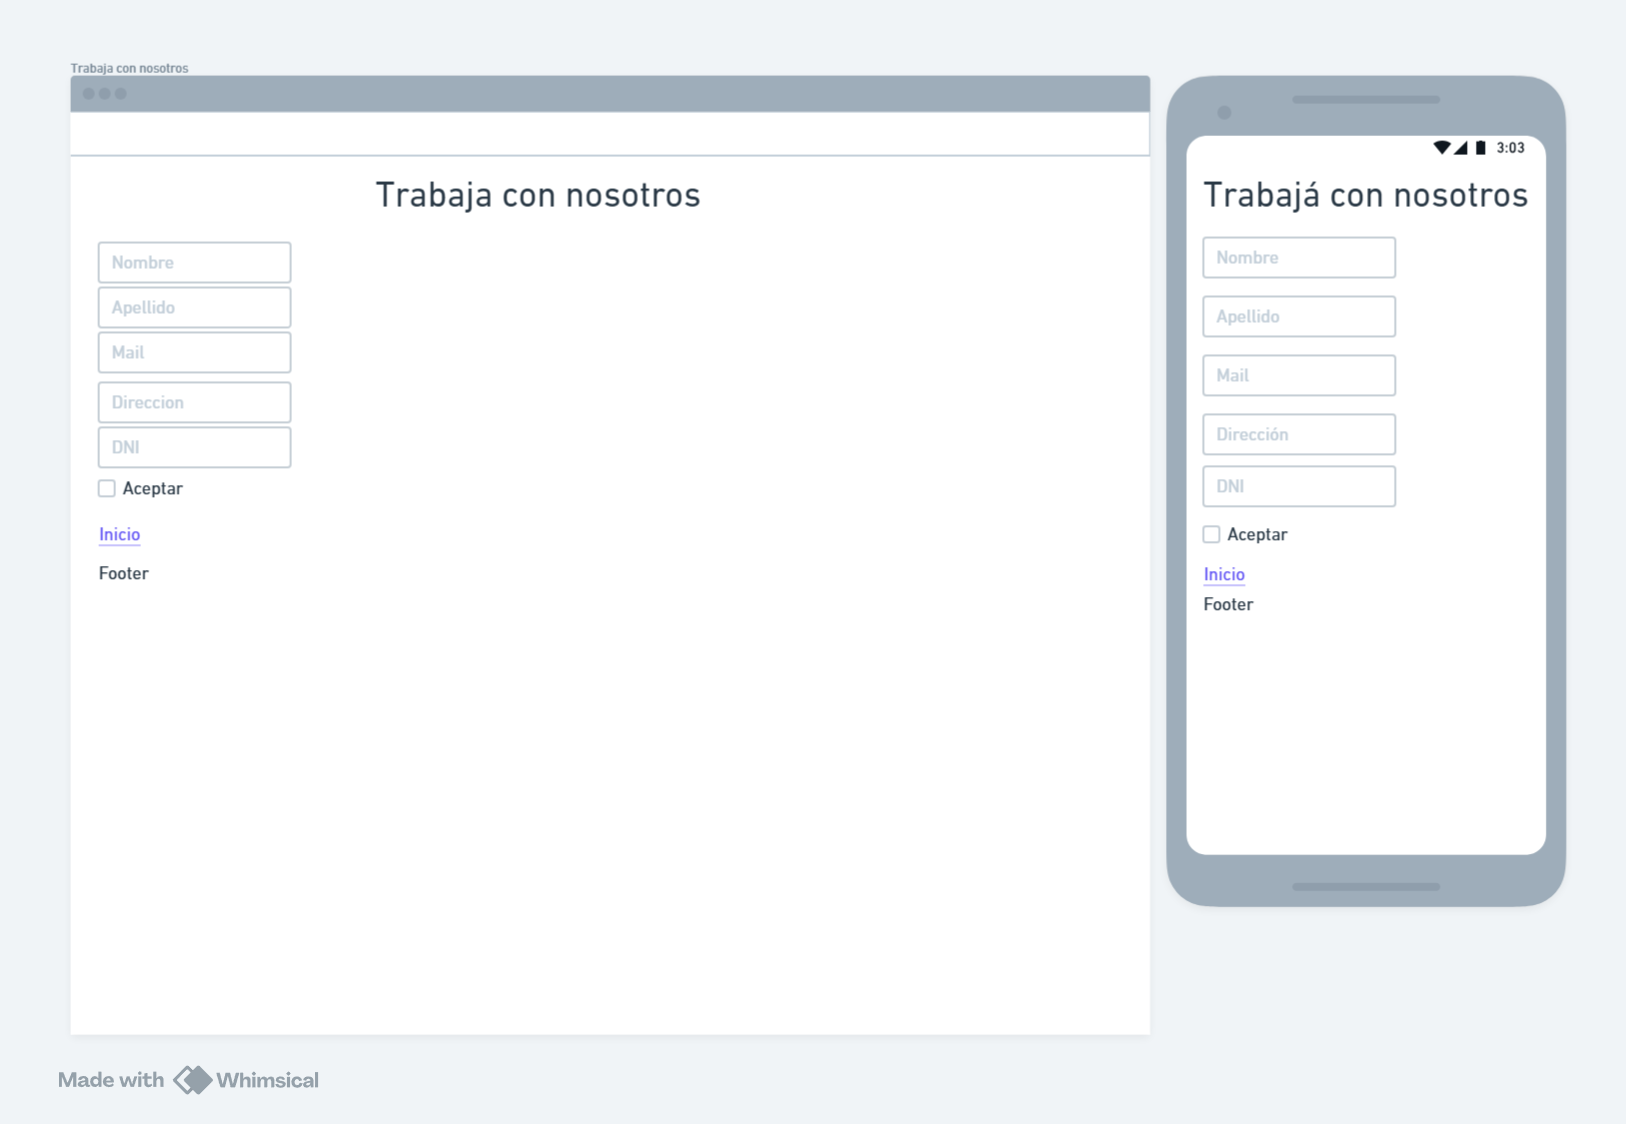 Trabaja con nosotros
Trabaja con nosotros
Nombre
Apellido
Mail
Direccion
DNI
Aceptar
Inicio
Footer
3:03
Trabajá con nosotros
Nombre
Apellido
Mail
Dirección
DNI
Aceptar
Inicio
Footer
Made with Whimsical